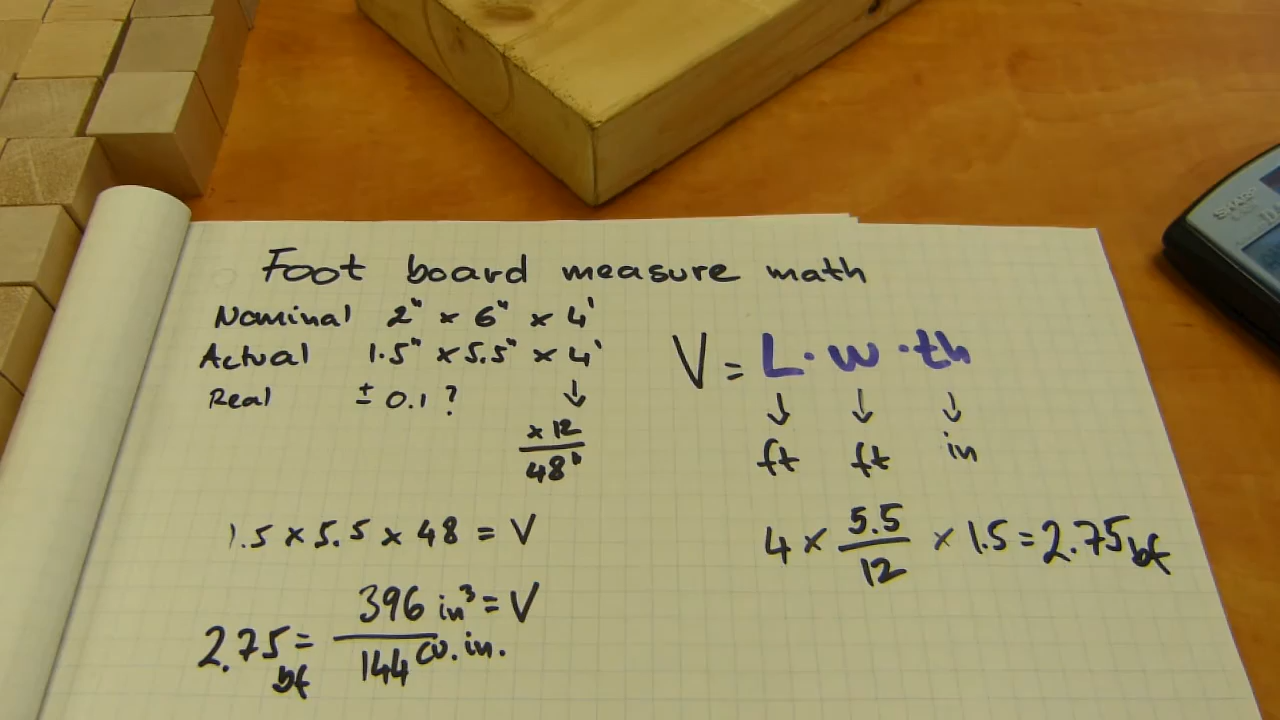 Foot board measure math
Nominal 2" x 6" x 4'
Actual 1.5" x 5.5" x 4'
Real ± 0.1 ? ↓
x 12
48"
1.5 x 5.5 x 48 = V
396 in³ = V
2.75 bf = 144 cu. in.
V = L · w · th
↓ ↓ ↓
ft ft in
4 x 5.5/12 x 1.5 = 2.75 bf
SHARP